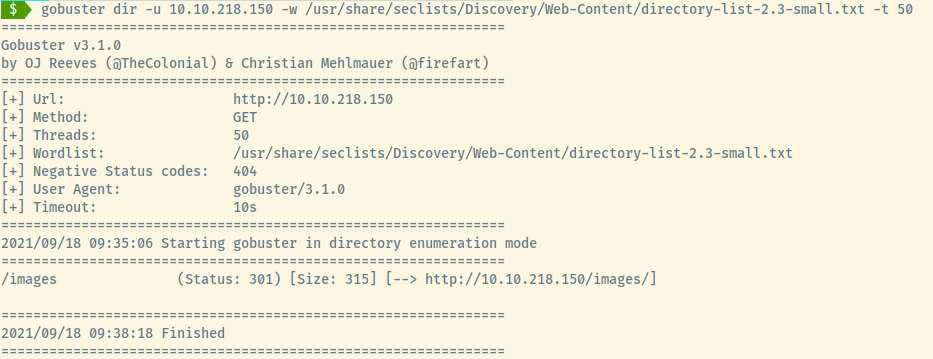 $ gobuster dir -u 10.10.218.150 -w /usr/share/seclists/Discovery/Web-Content/directory-list-2.3-small.txt -t 50
===============================================================
Gobuster v3.1.0
by OJ Reeves (@TheColonial) & Christian Mehlmauer (@firefart)
===============================================================
[+] Url:                     http://10.10.218.150
[+] Method:                  GET
[+] Threads:                 50
[+] Wordlist:                /usr/share/seclists/Discovery/Web-Content/directory-list-2.3-small.txt
[+] Negative Status codes:   404
[+] User Agent:              gobuster/3.1.0
[+] Timeout:                 10s
===============================================================
2021/09/18 09:35:06 Starting gobuster in directory enumeration mode
===============================================================
/images               (Status: 301) [Size: 315] [--> http://10.10.218.150/images/]
===============================================================
2021/09/18 09:38:18 Finished
===============================================================